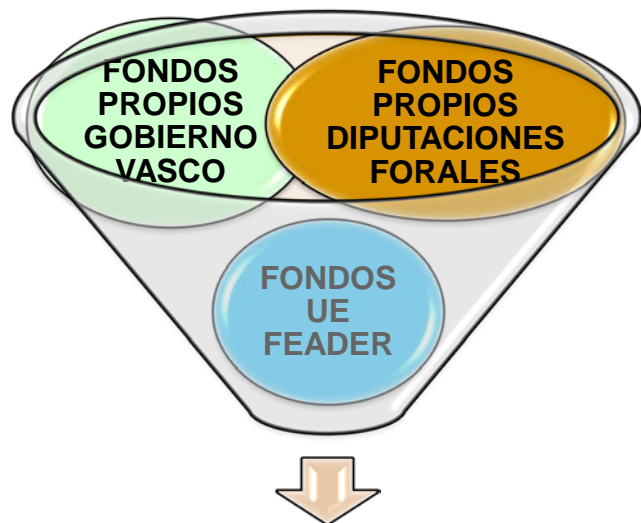 FONDOS
PROPIOS
GOBIERNO
VASCO
FONDOS
PROPIOS
DIPUTACIONES
FORALES
FONDOS
UE
FEADER